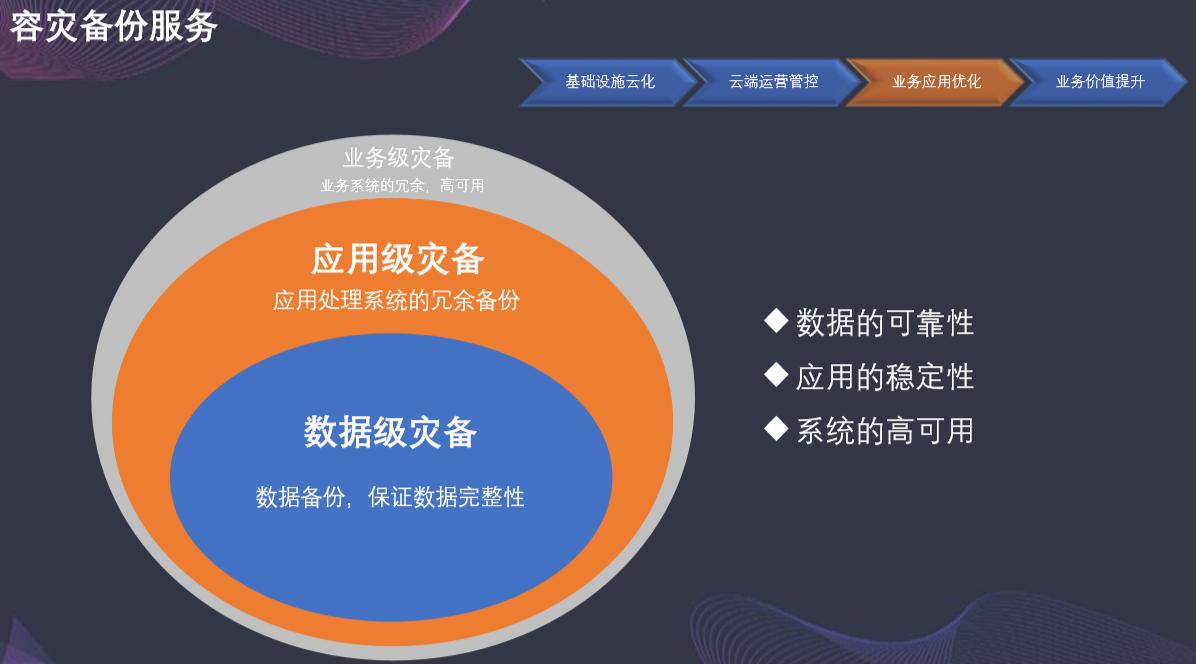 容灾备份服务
基础设施云化
云端运营管控
业务应用优化
业务价值提升
业务级灾备
业务系统的冗余，高可用
应用级灾备
应用处理系统的冗余备份
数据级灾备
数据备份，保证数据完整性
◆数据的可靠性
◆应用的稳定性
◆系统的高可用